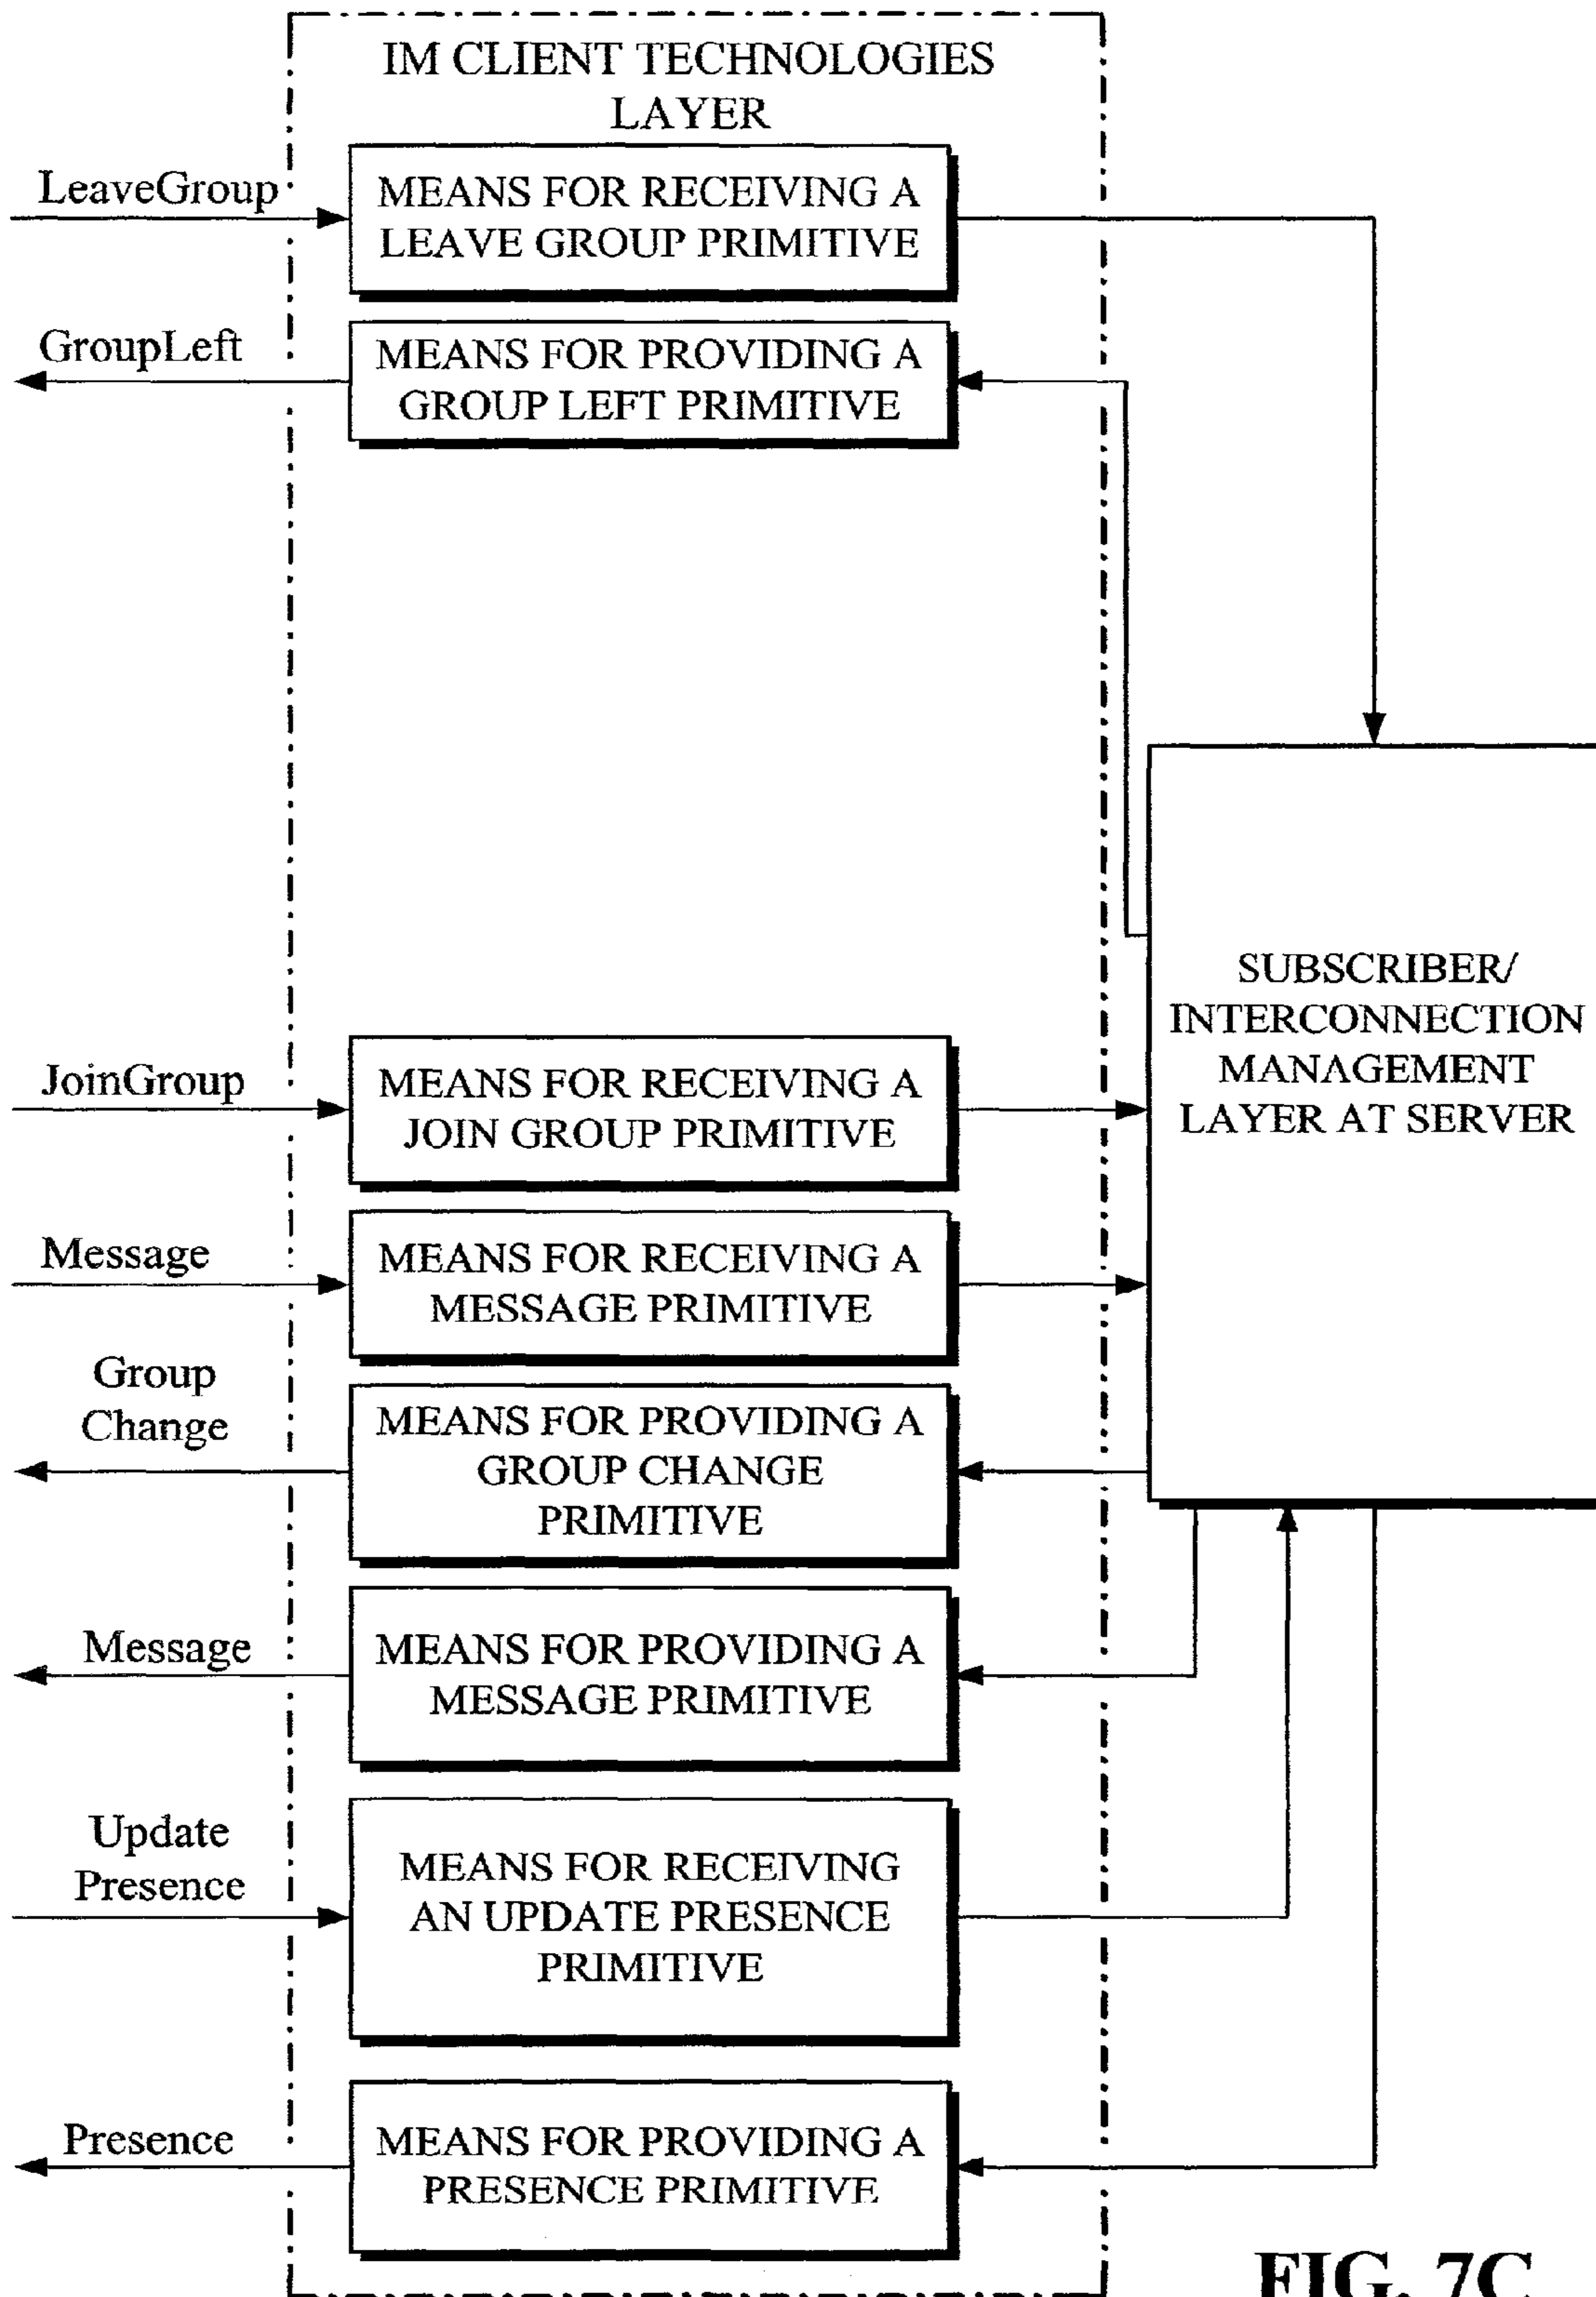 IM CLIENT TECHNOLOGIES
LAYER
LeaveGroup
MEANS FOR RECEIVING A
LEAVE GROUP PRIMITIVE
GroupLeft
MEANS FOR PROVIDING A
GROUP LEFT PRIMITIVE
SUBSCRIBER/
INTERCONNECTION
MANAGEMENT
LAYER AT SERVER
JoinGroup
MEANS FOR RECEIVING A
JOIN GROUP PRIMITIVE
Message
MEANS FOR RECEIVING A
MESSAGE PRIMITIVE
Group
Change
MEANS FOR PROVIDING A
GROUP CHANGE
PRIMITIVE
Message
MEANS FOR PROVIDING A
MESSAGE PRIMITIVE
Update
Presence
MEANS FOR RECEIVING
AN UPDATE PRESENCE
PRIMITIVE
Presence
MEANS FOR PROVIDING A
PRESENCE PRIMITIVE
FIG. 7C